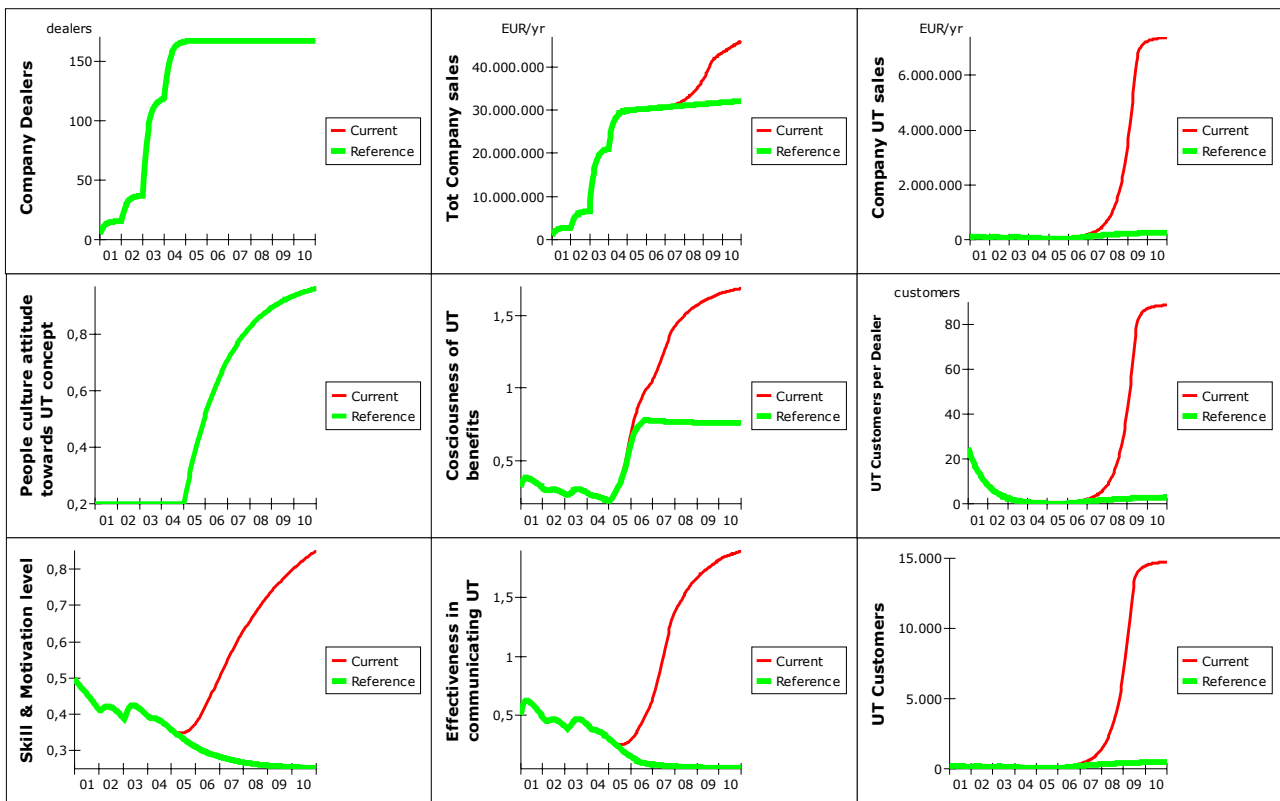 dealers
Company Dealers
150
100
50
0
01 02 03 04 05 06 07 08 09 10
Current
Reference
EUR/yr
Tot Company sales
40.000.000
30.000.000
20.000.000
10.000.000
0
01 02 03 04 05 06 07 08 09 10
Current
Reference
EUR/yr
Company UT sales
6.000.000
4.000.000
2.000.000
0
01 02 03 04 05 06 07 08 09 10
Current
Reference
People culture attitude
towards UT concept
0,8
0,6
0,4
0,2
01 02 03 04 05 06 07 08 09 10
Current
Reference
Cosciousness of UT
benefits
1,5
1
0,5
01 02 03 04 05 06 07 08 09 10
Current
Reference
customers
UT Customers per Dealer
80
60
40
20
0
01 02 03 04 05 06 07 08 09 10
Current
Reference
Skill & Motivation level
0,8
0,7
0,6
0,5
0,4
0,3
01 02 03 04 05 06 07 08 09 10
Current
Reference
Effectiveness in
communicating UT
1,5
1
0,5
01 02 03 04 05 06 07 08 09 10
Current
Reference
UT Customers
15.000
10.000
5.000
0
01 02 03 04 05 06 07 08 09 10
Current
Reference